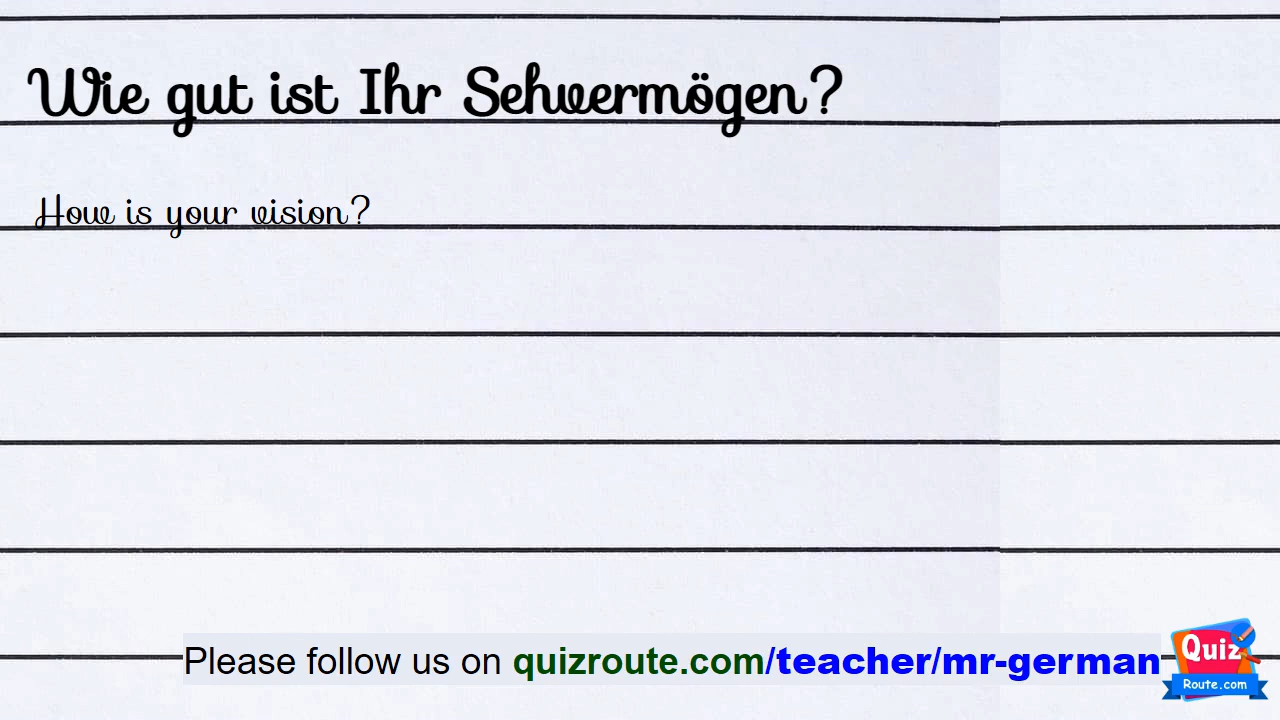 Wie gut ist Ihr Sehvermögen?
How is your vision?
Please follow us on quizroute.com/teacher/mr-german
Quiz
Route.com